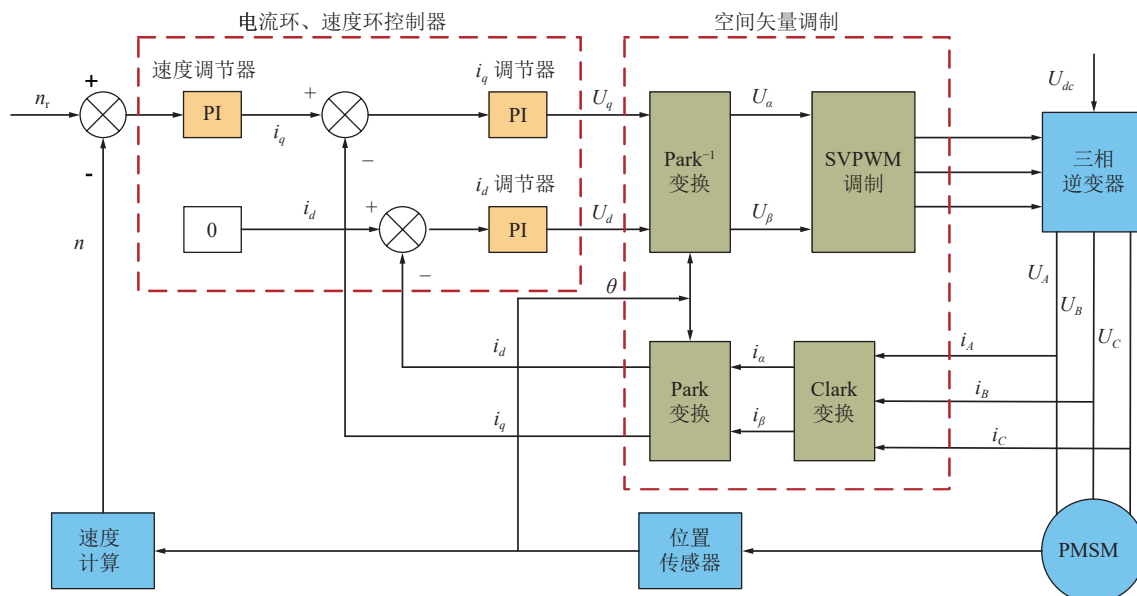 电流环、速度环控制器
空间矢量调制
速度调节器
i_q 调节器
U_dc
+
n_r
PI
i_q
+
−
PI
U_q
Park⁻¹
变换
U_α
SVPWM
调制
三相
逆变器
-
n
0
i_d
+
−
i_d 调节器
PI
U_d
U_β
θ
U_A
U_B
U_C
i_d
i_q
Park
变换
i_α
i_β
Clark
变换
i_A
i_B
i_C
速度
计算
位置
传感器
PMSM